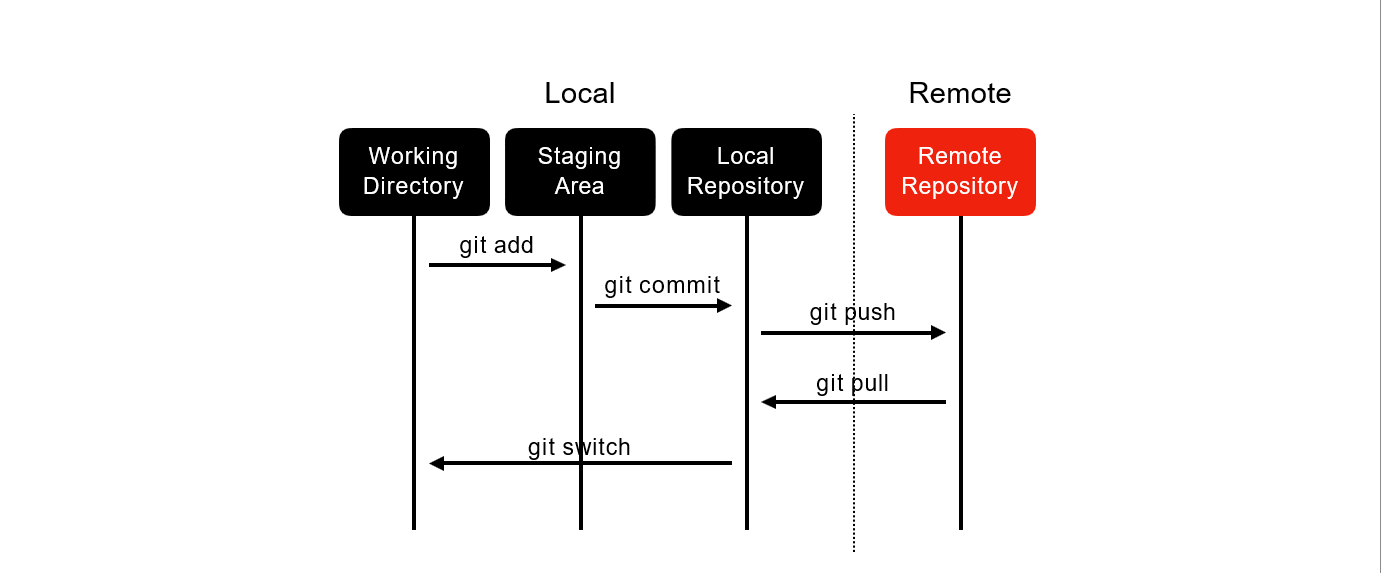 Local
Remote
Working
Directory
Staging
Area
Local
Repository
Remote
Repository
git add
git commit
git push
git pull
git switch